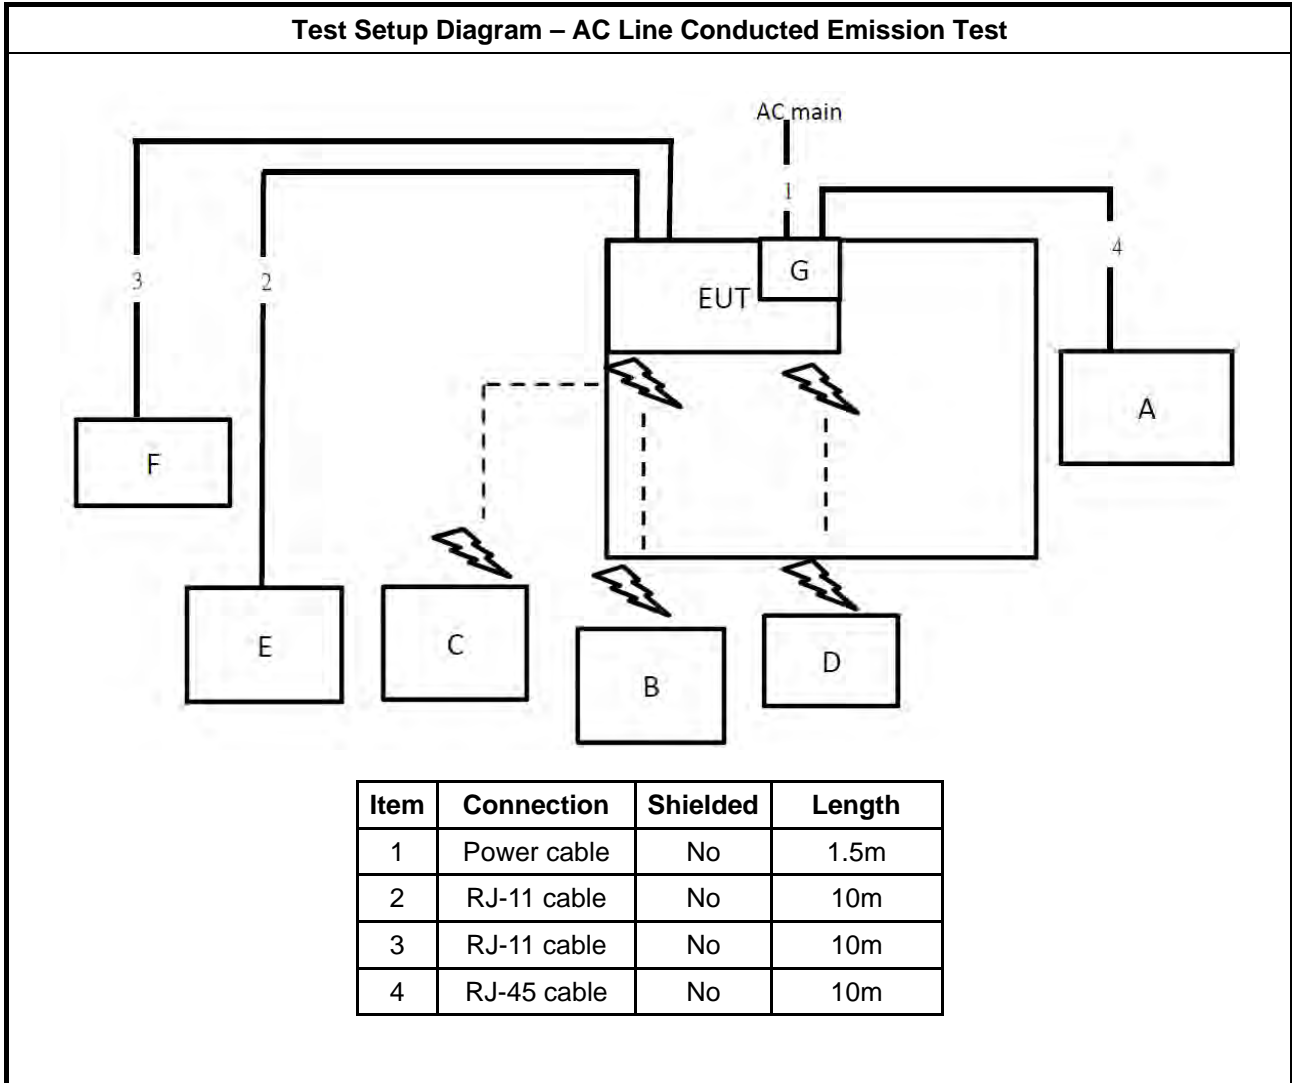 Test Setup Diagram – AC Line Conducted Emission Test
AC main
1
4
3
2
G
EUT
A
F
E
C
B
D
Item Connection Shielded Length
1 Power cable No 1.5m
2 RJ-11 cable No 10m
3 RJ-11 cable No 10m
4 RJ-45 cable No 10m